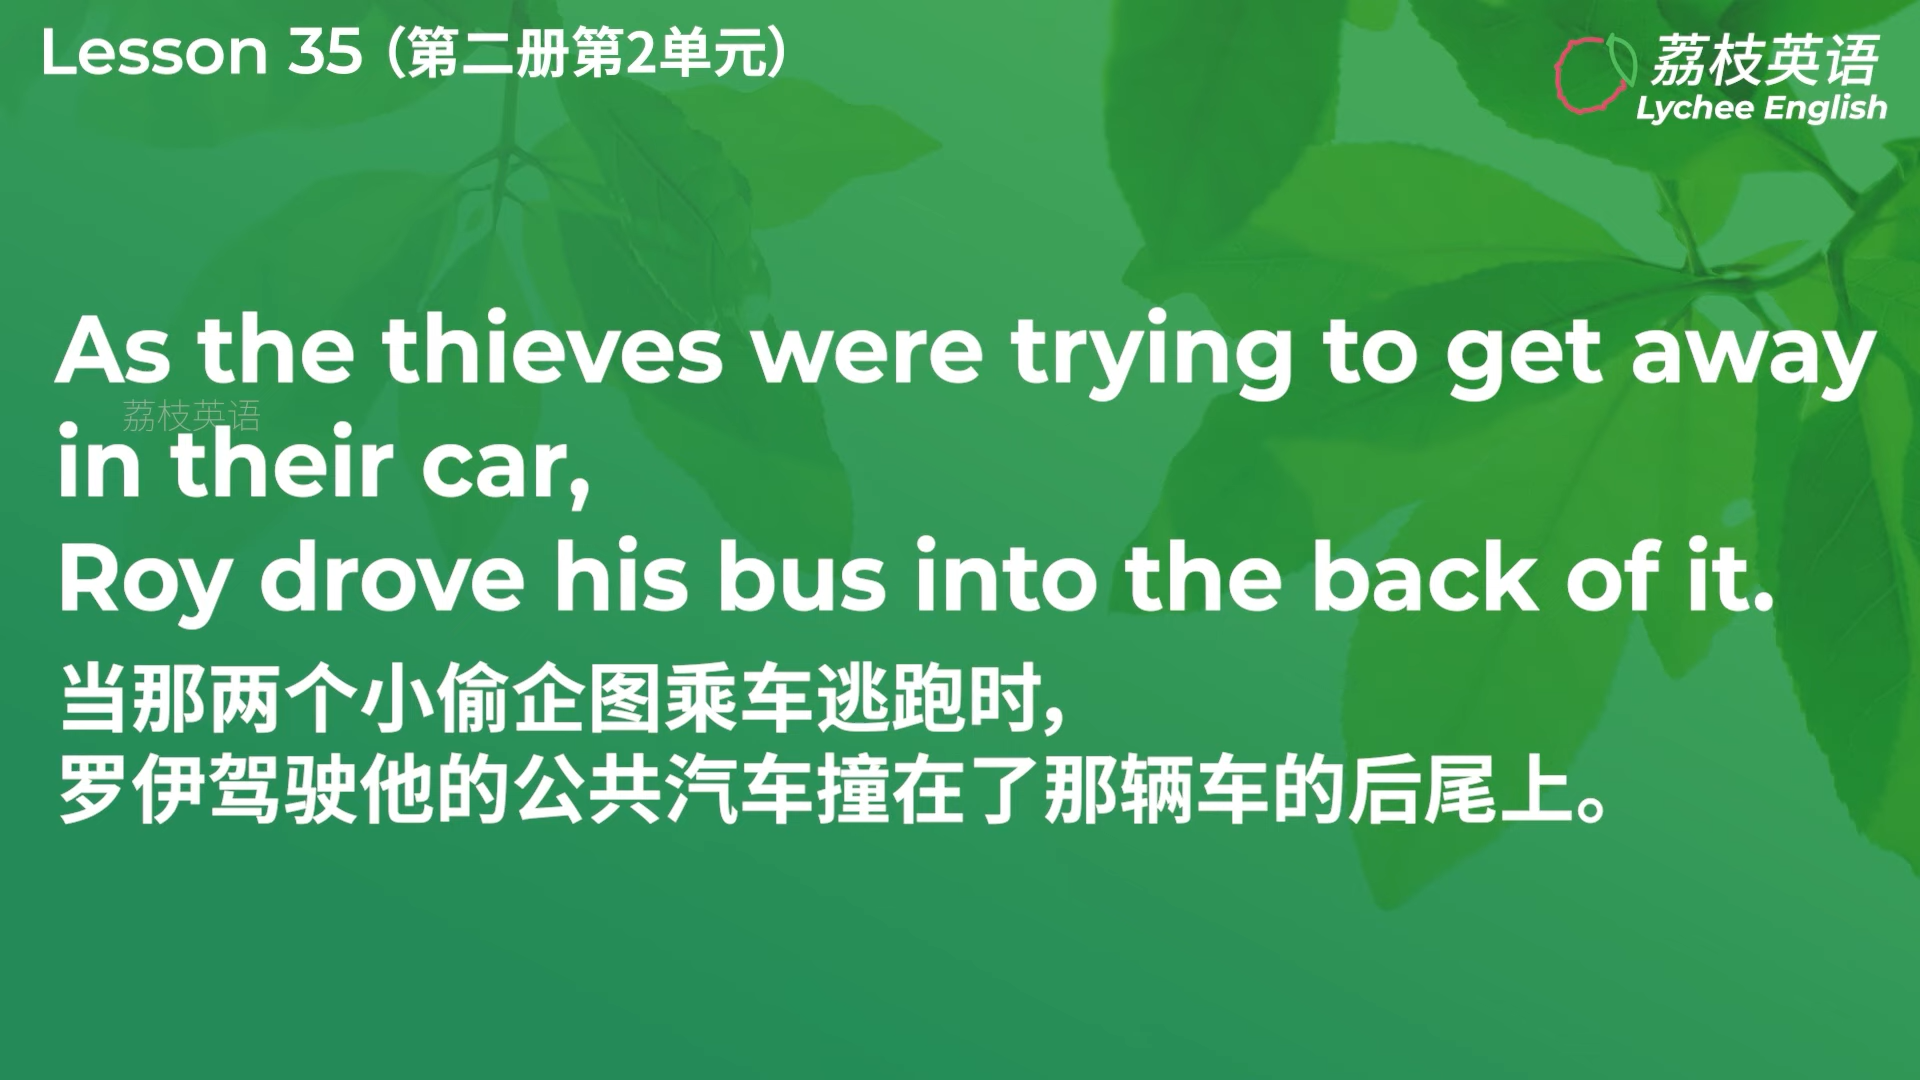 Lesson 35（第二册第2单元）
荔枝英语
Lychee English
As the thieves were trying to get away
荔枝英语
in their car,
Roy drove his bus into the back of it.
当那两个小偷企图乘车逃跑时,
罗伊驾驶他的公共汽车撞在了那辆车的后尾上。